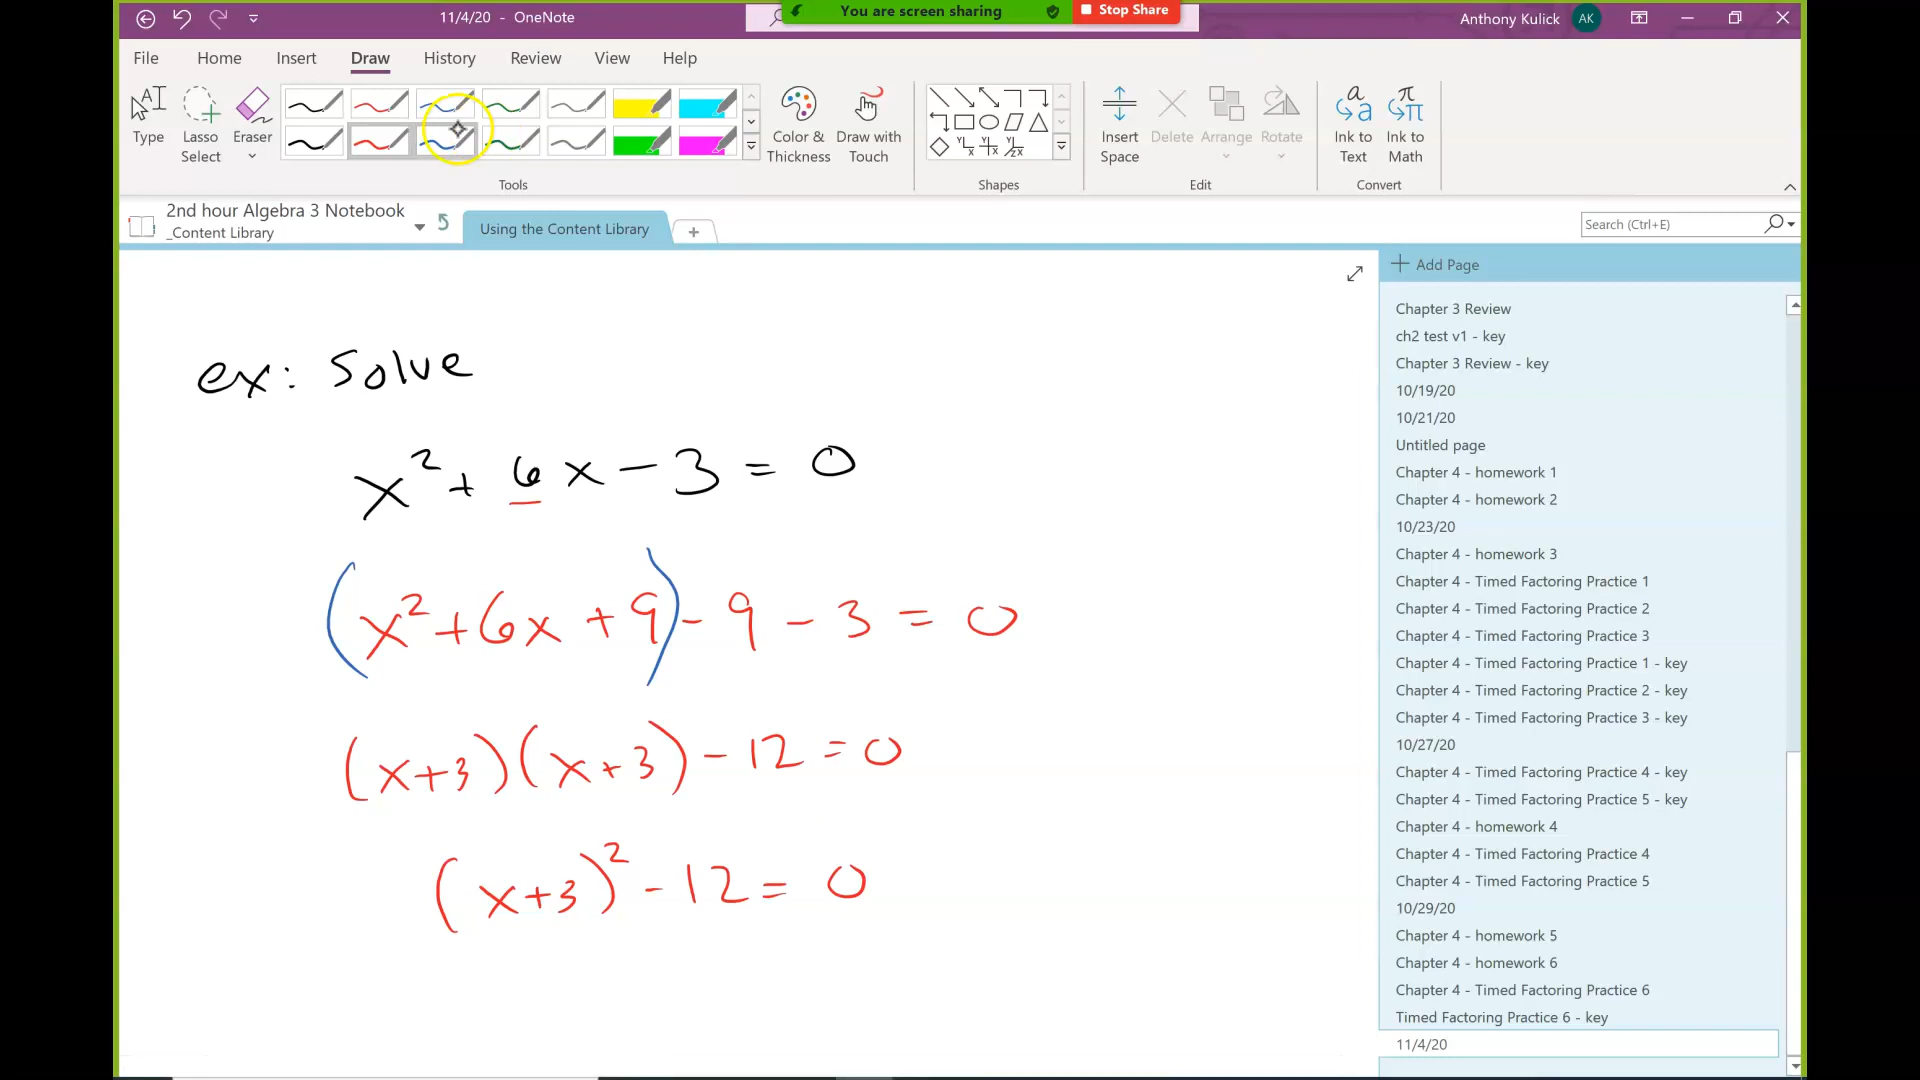 11/4/20 - OneNote
You are screen sharing
Stop Share
Anthony Kulick
AK
File Home Insert Draw History Review View Help
Type
Lasso Select
Eraser
Color & Thickness
Draw with Touch
Insert Space
Delete
Arrange
Rotate
Ink to Text
Ink to Math
Tools
Shapes
Edit
Convert
2nd hour Algebra 3 Notebook
_Content Library
Using the Content Library
Search (Ctrl+E)
Add Page
ex: Solve
x² + 6x - 3 = 0
(x² + 6x + 9) - 9 - 3 = 0
(x+3)(x+3) - 12 = 0
(x+3)² - 12 = 0
Chapter 3 Review
ch2 test v1 - key
Chapter 3 Review - key
10/19/20
10/21/20
Untitled page
Chapter 4 - homework 1
Chapter 4 - homework 2
10/23/20
Chapter 4 - homework 3
Chapter 4 - Timed Factoring Practice 1
Chapter 4 - Timed Factoring Practice 2
Chapter 4 - Timed Factoring Practice 3
Chapter 4 - Timed Factoring Practice 1 - key
Chapter 4 - Timed Factoring Practice 2 - key
Chapter 4 - Timed Factoring Practice 3 - key
10/27/20
Chapter 4 - Timed Factoring Practice 4 - key
Chapter 4 - Timed Factoring Practice 5 - key
Chapter 4 - homework 4
Chapter 4 - Timed Factoring Practice 4
Chapter 4 - Timed Factoring Practice 5
10/29/20
Chapter 4 - homework 5
Chapter 4 - homework 6
Chapter 4 - Timed Factoring Practice 6
Timed Factoring Practice 6 - key
11/4/20